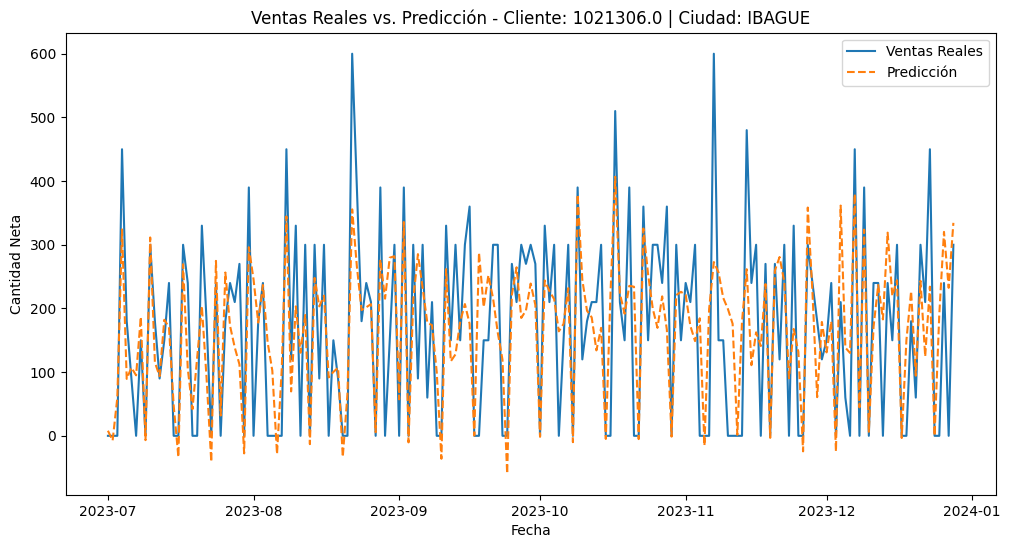 Ventas Reales vs. Predicción - Cliente: 1021306.0 | Ciudad: IBAGUE
Ventas Reales
Predicción
Cantidad Neta
600
500
400
300
200
100
0
2023-07 2023-08 2023-09 2023-10 2023-11 2023-12 2024-01
Fecha